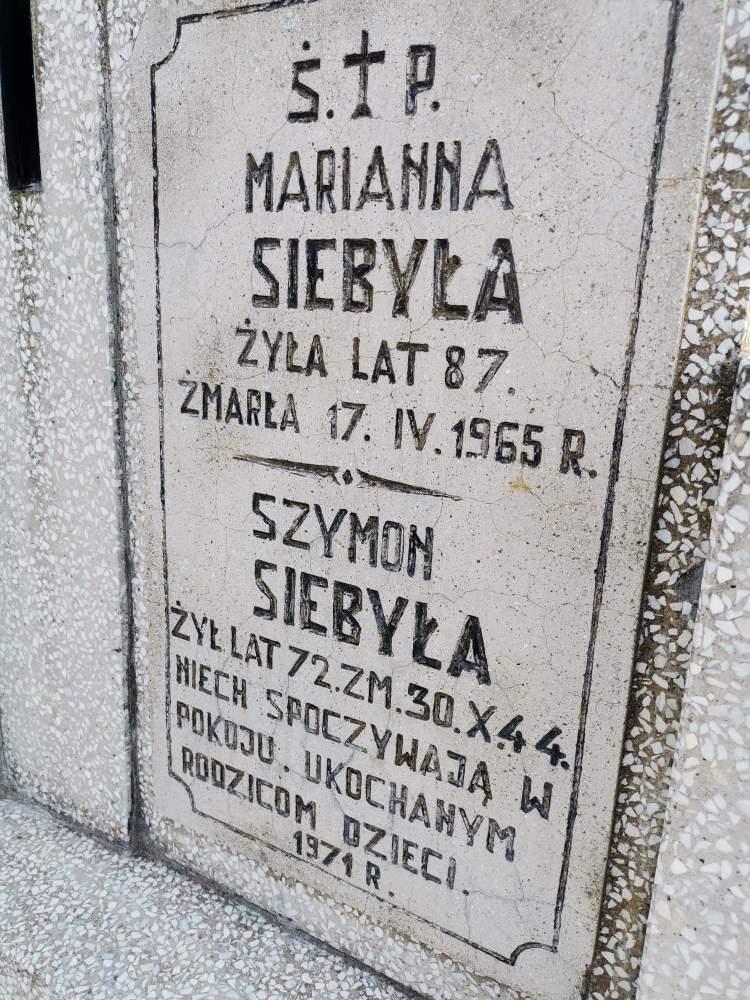 Ś. † P.
MARIANNA
SIEBYŁA
ŻYŁA LAT 87.
ŻMARŁA 17. IV. 1965 R.
SZYMON
SIEBYŁA
ŻYŁ LAT 72. ZM. 30. X. 44.
NIECH SPOCZYWAJĄ W
POKOJU. UKOCHANYM
RODZICOM DZIECI.
1971 R.